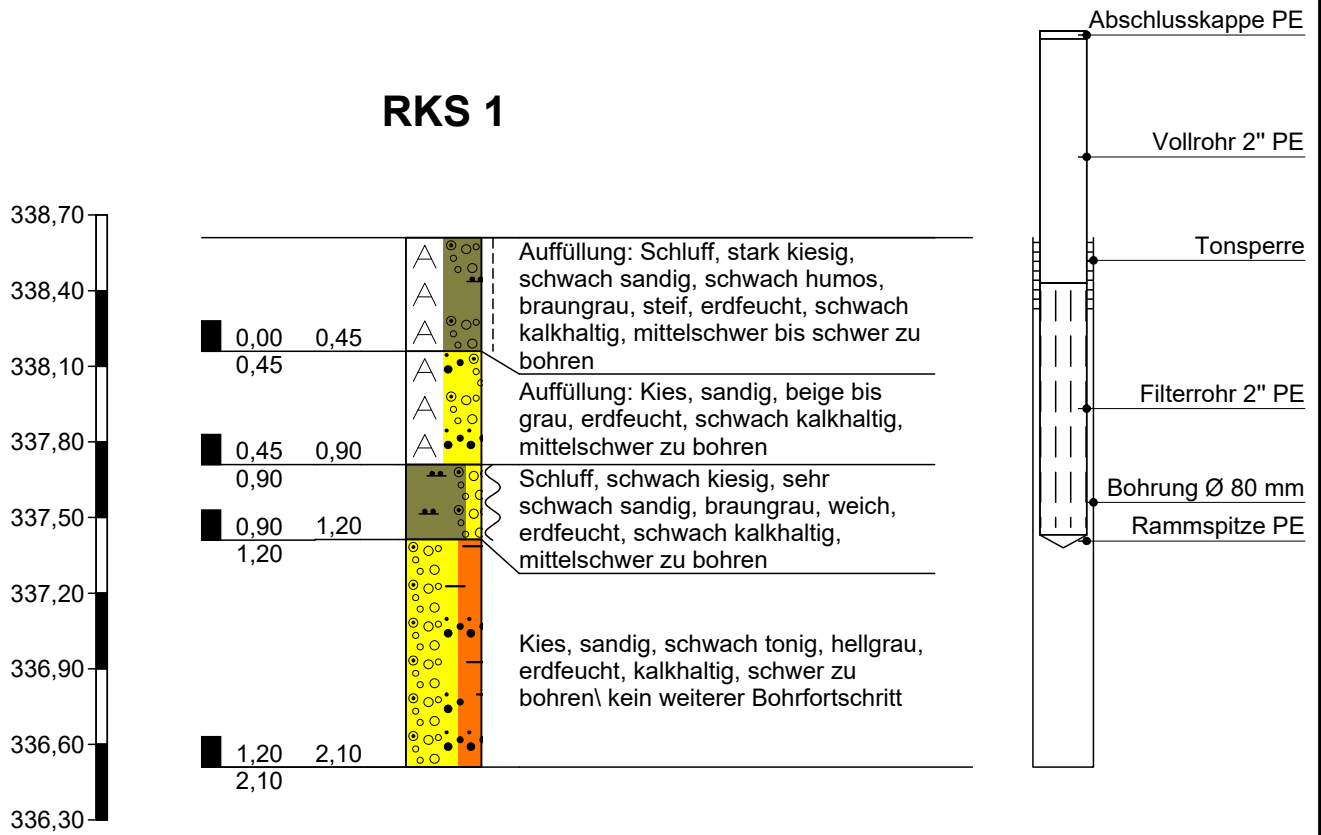 RKS 1
338,70
338,40
338,10
337,80
337,50
337,20
336,90
336,60
336,30
0,00 0,45
0,45
0,45 0,90
0,90
0,90 1,20
1,20
1,20 2,10
2,10
A
A
A
A
A
A
Auffüllung: Schluff, stark kiesig,
schwach sandig, schwach humos,
braungrau, steif, erdfeucht, schwach
kalkhaltig, mittelschwer bis schwer zu
bohren
Auffüllung: Kies, sandig, beige bis
grau, erdfeucht, schwach kalkhaltig,
mittelschwer zu bohren
Schluff, schwach kiesig, sehr
schwach sandig, braungrau, weich,
erdfeucht, schwach kalkhaltig,
mittelschwer zu bohren
Kies, sandig, schwach tonig, hellgrau,
erdfeucht, kalkhaltig, schwer zu
bohren\ kein weiterer Bohrfortschritt
Abschlusskappe PE
Vollrohr 2" PE
Tonsperre
Filterrohr 2" PE
Bohrung Ø 80 mm
Rammspitze PE